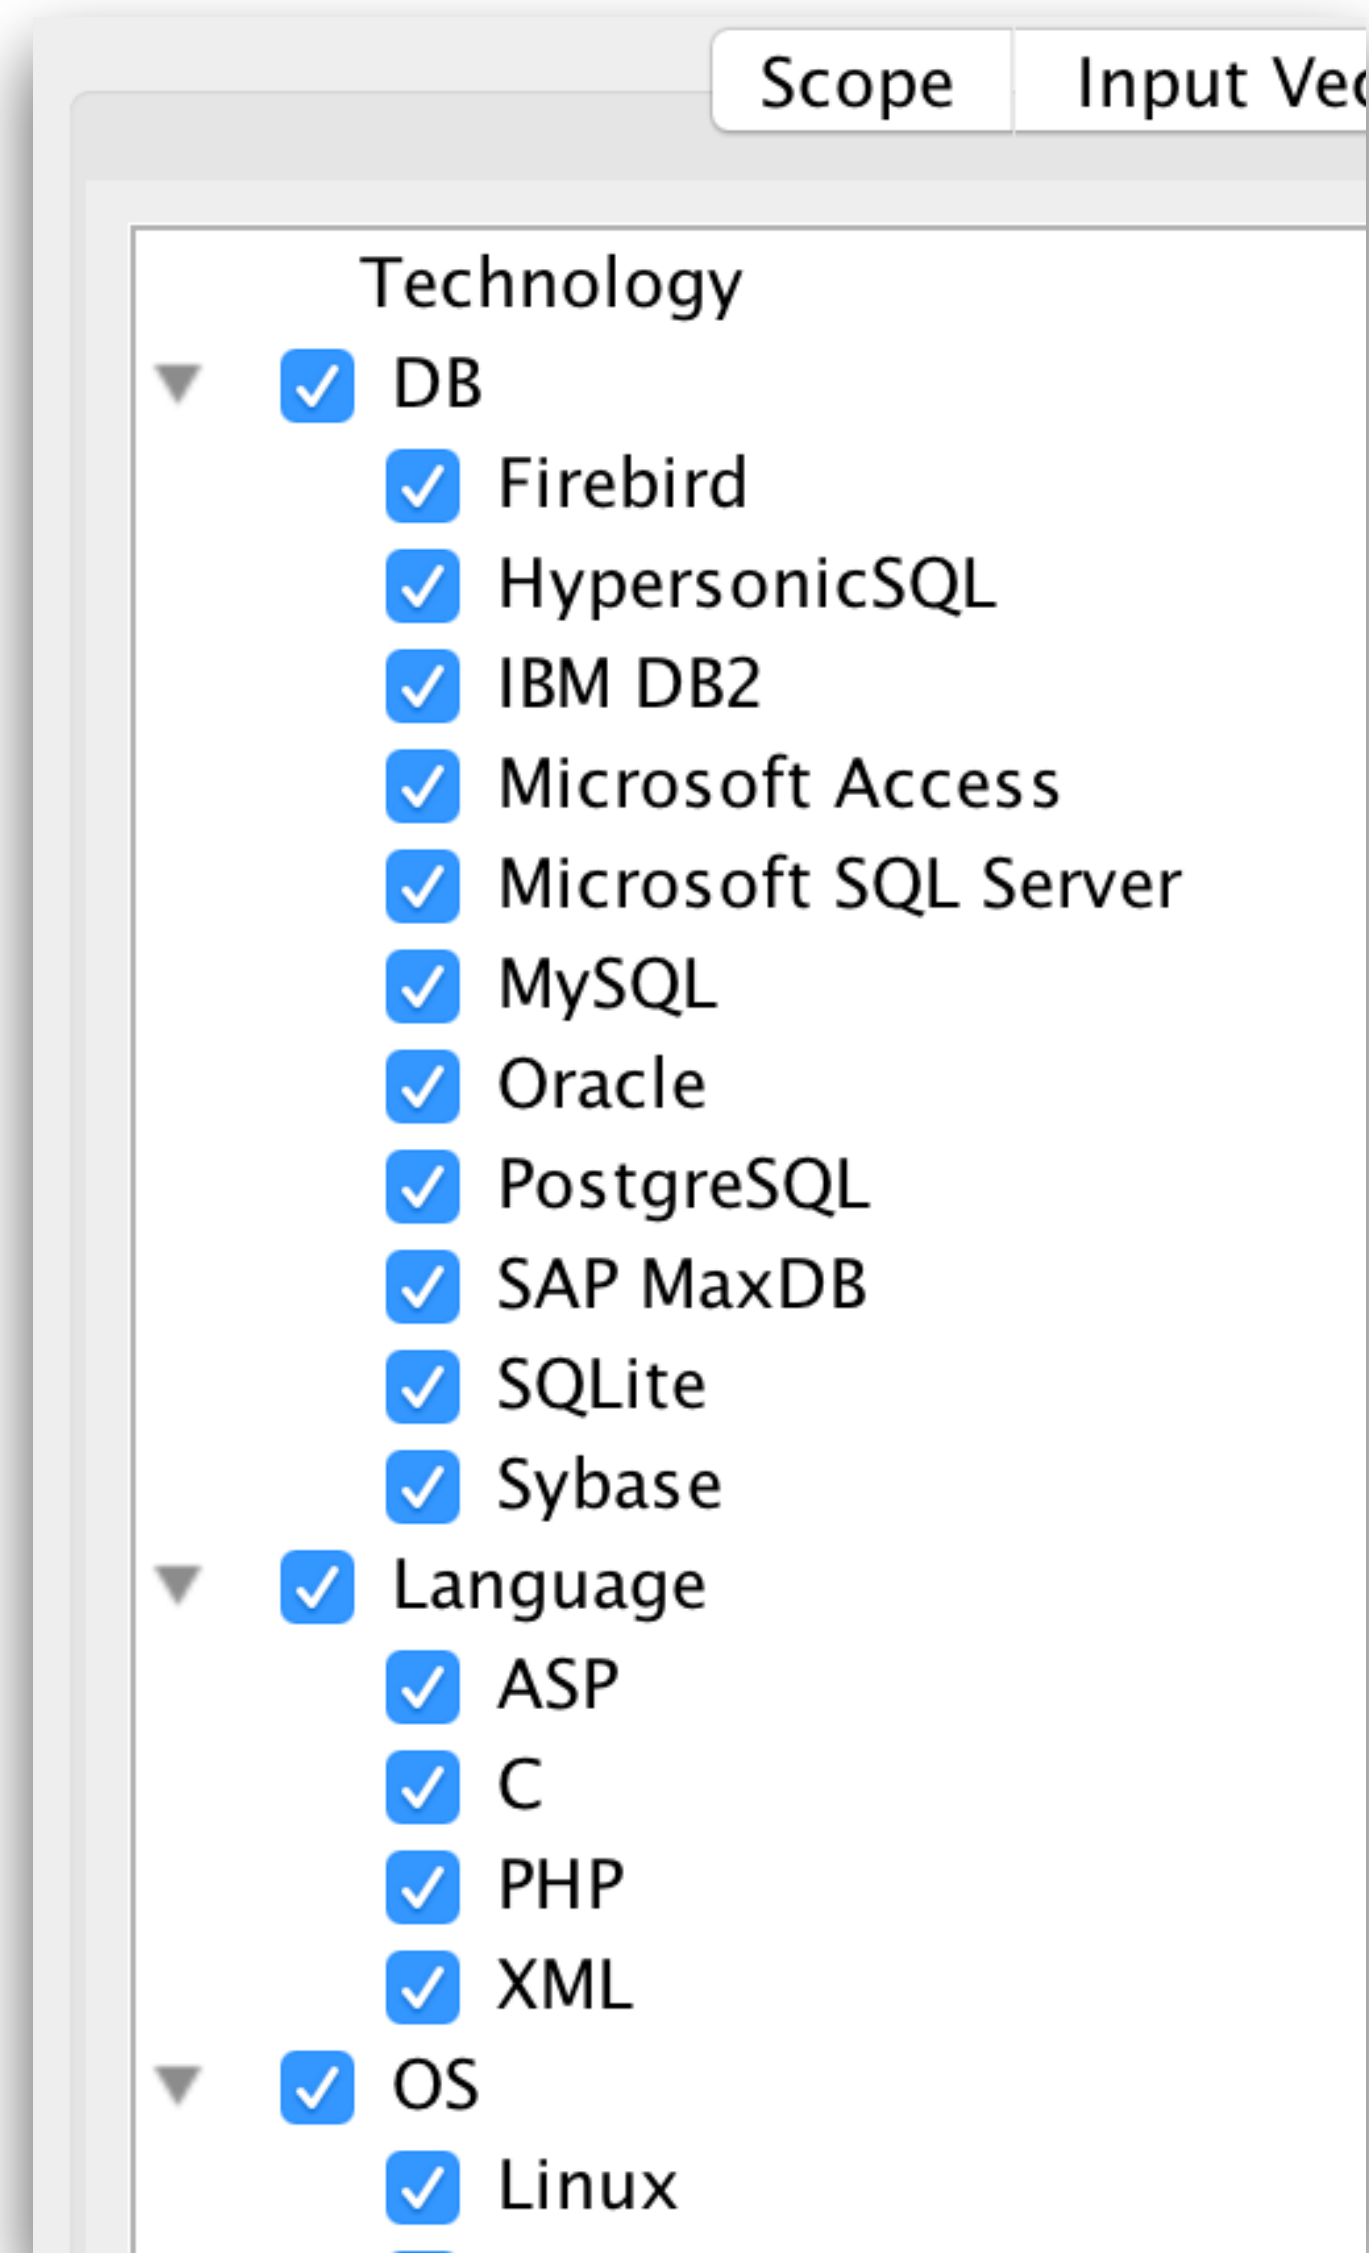 Scope Input Vec
Technology
DB
Firebird
HypersonicSQL
IBM DB2
Microsoft Access
Microsoft SQL Server
MySQL
Oracle
PostgreSQL
SAP MaxDB
SQLite
Sybase
Language
ASP
C
PHP
XML
OS
Linux